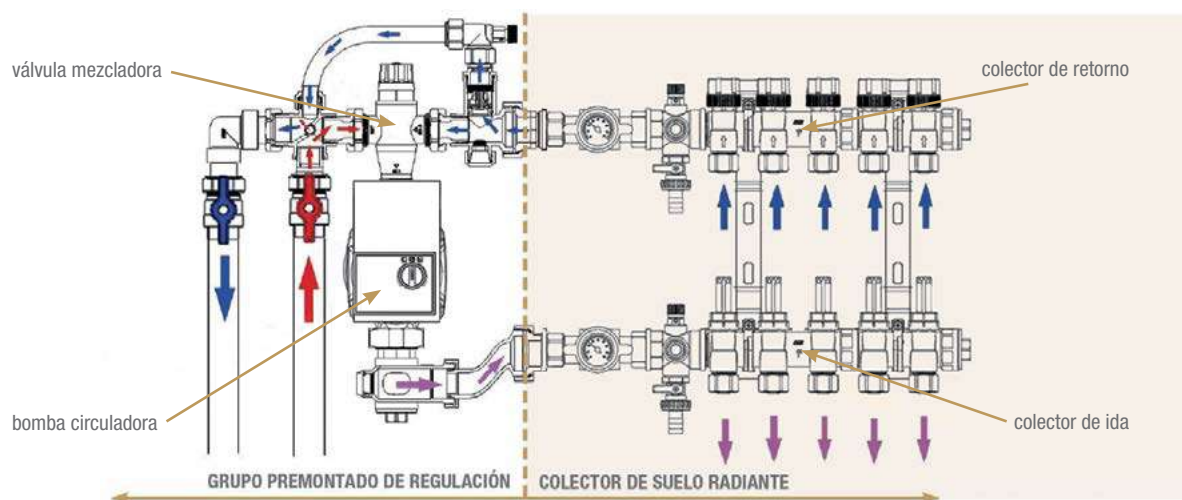 válvula mezcladora
colector de retorno
bomba circuladora
colector de ida
GRUPO PREMONTADO DE REGULACIÓN
COLECTOR DE SUELO RADIANTE